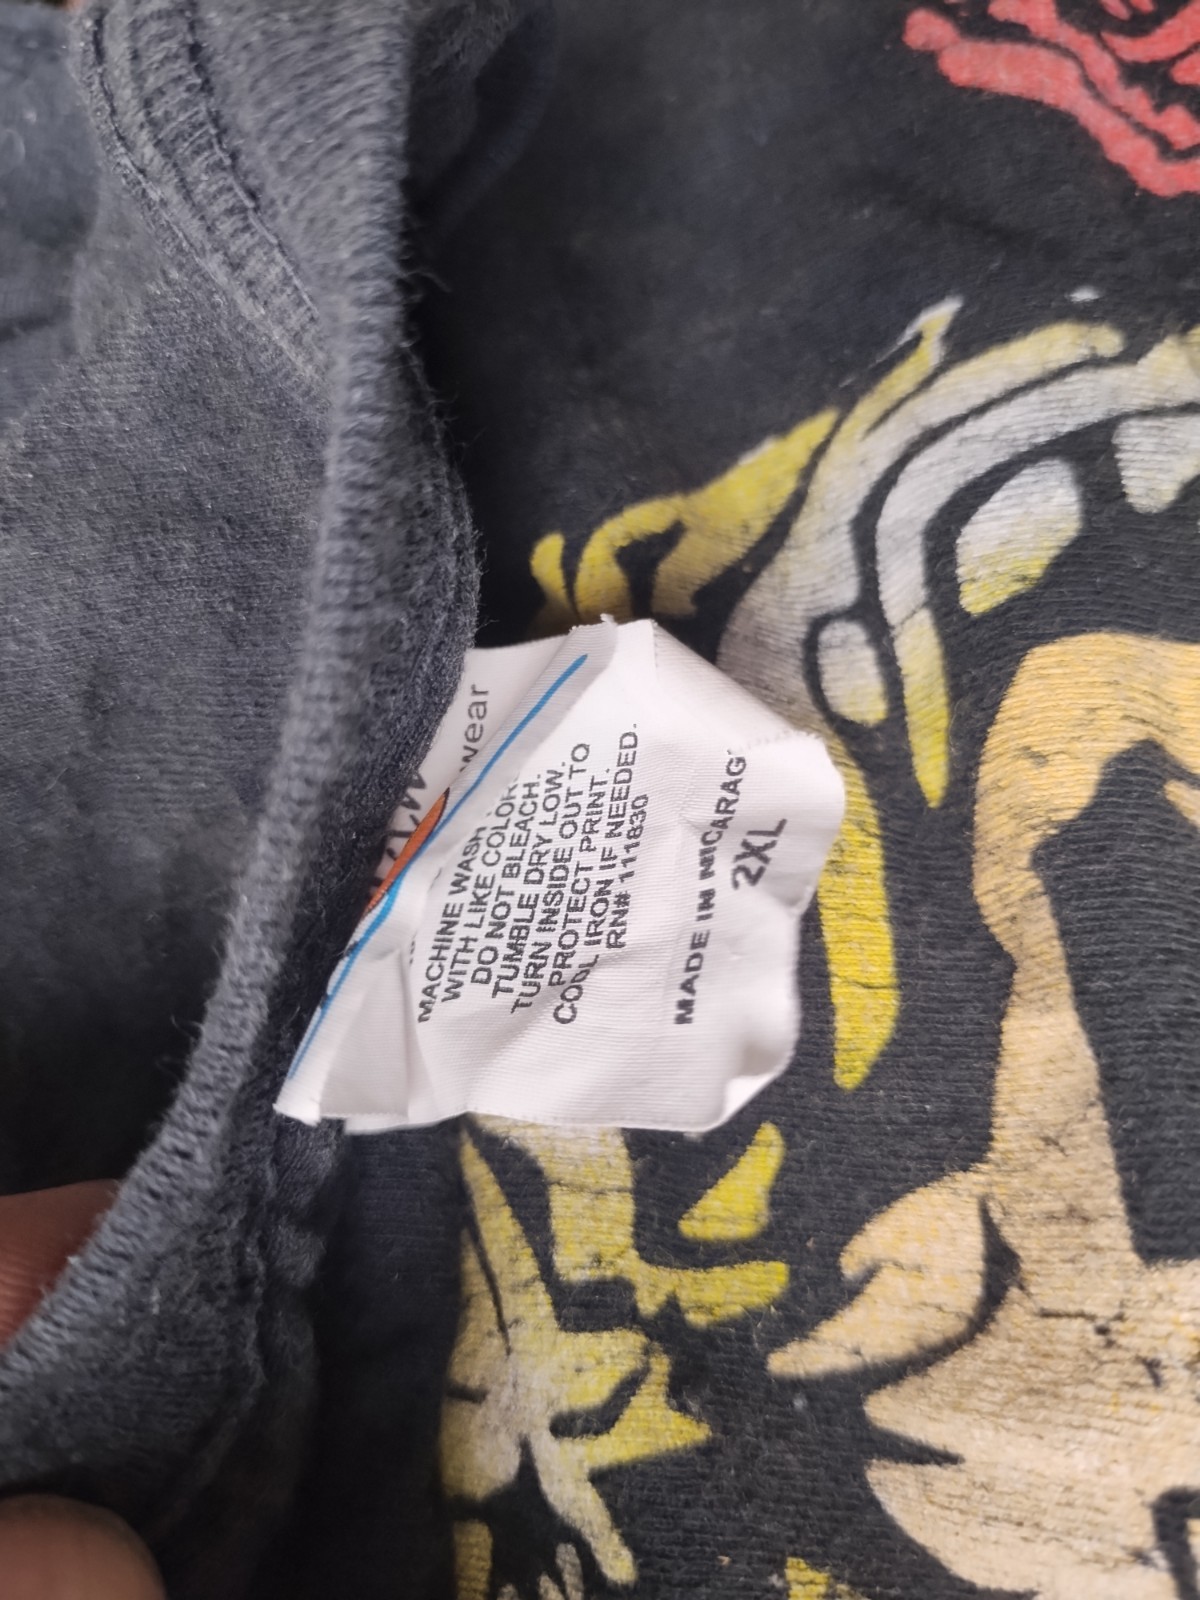 wear
MACHINE WASH
WITH LIKE COLOR
DO NOT BLEACH.
TUMBLE DRY LOW.
TURN INSIDE OUT TO
PROTECT PRINT.
COOL IRON IF NEEDED.
RN# 111830
MADE IN NICARAG
2XL